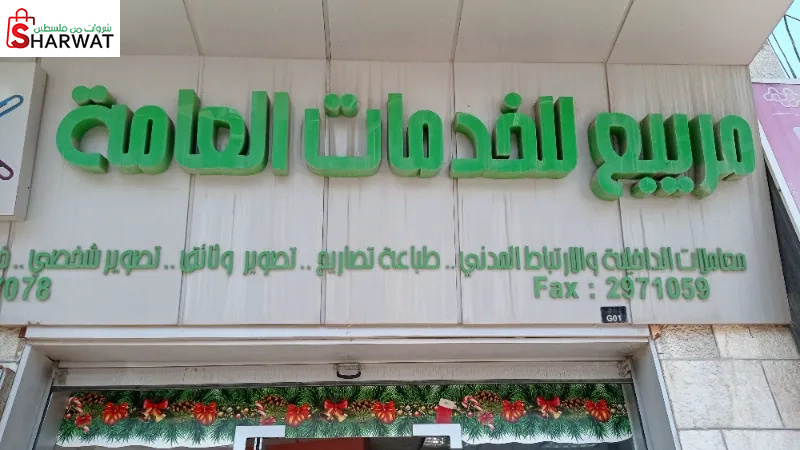 شروات من فلسطين
SHARWAT
مربيع للخدمات العامة
معاملات الداخلية والارتباط المدني .. طباعة تصاريح .. تصوير وثائق .. تصوير شخصي ..
Fax : 2971059
7078
G01